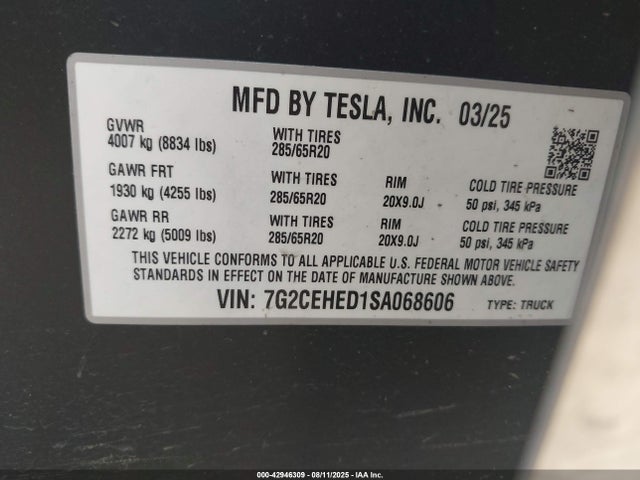 MFD BY TESLA, INC. 03/25
GVWR
4007 kg (8834 lbs)
WITH TIRES
285/65R20
GAWR FRT
1930 kg (4255 lbs)
WITH TIRES
285/65R20
RIM
20X9.0J
COLD TIRE PRESSURE
50 psi, 345 kPa
GAWR RR
2272 kg (5009 lbs)
WITH TIRES
285/65R20
RIM
20X9.0J
COLD TIRE PRESSURE
50 psi, 345 kPa
THIS VEHICLE CONFORMS TO ALL APPLICABLE U.S. FEDERAL MOTOR VEHICLE SAFETY
STANDARDS IN EFFECT ON THE DATE OF MANUFACTURE SHOWN ABOVE.
VIN: 7G2CEHED1SA068606 TYPE: TRUCK
000-42946309 - 08/11/2025 - IAA Inc.